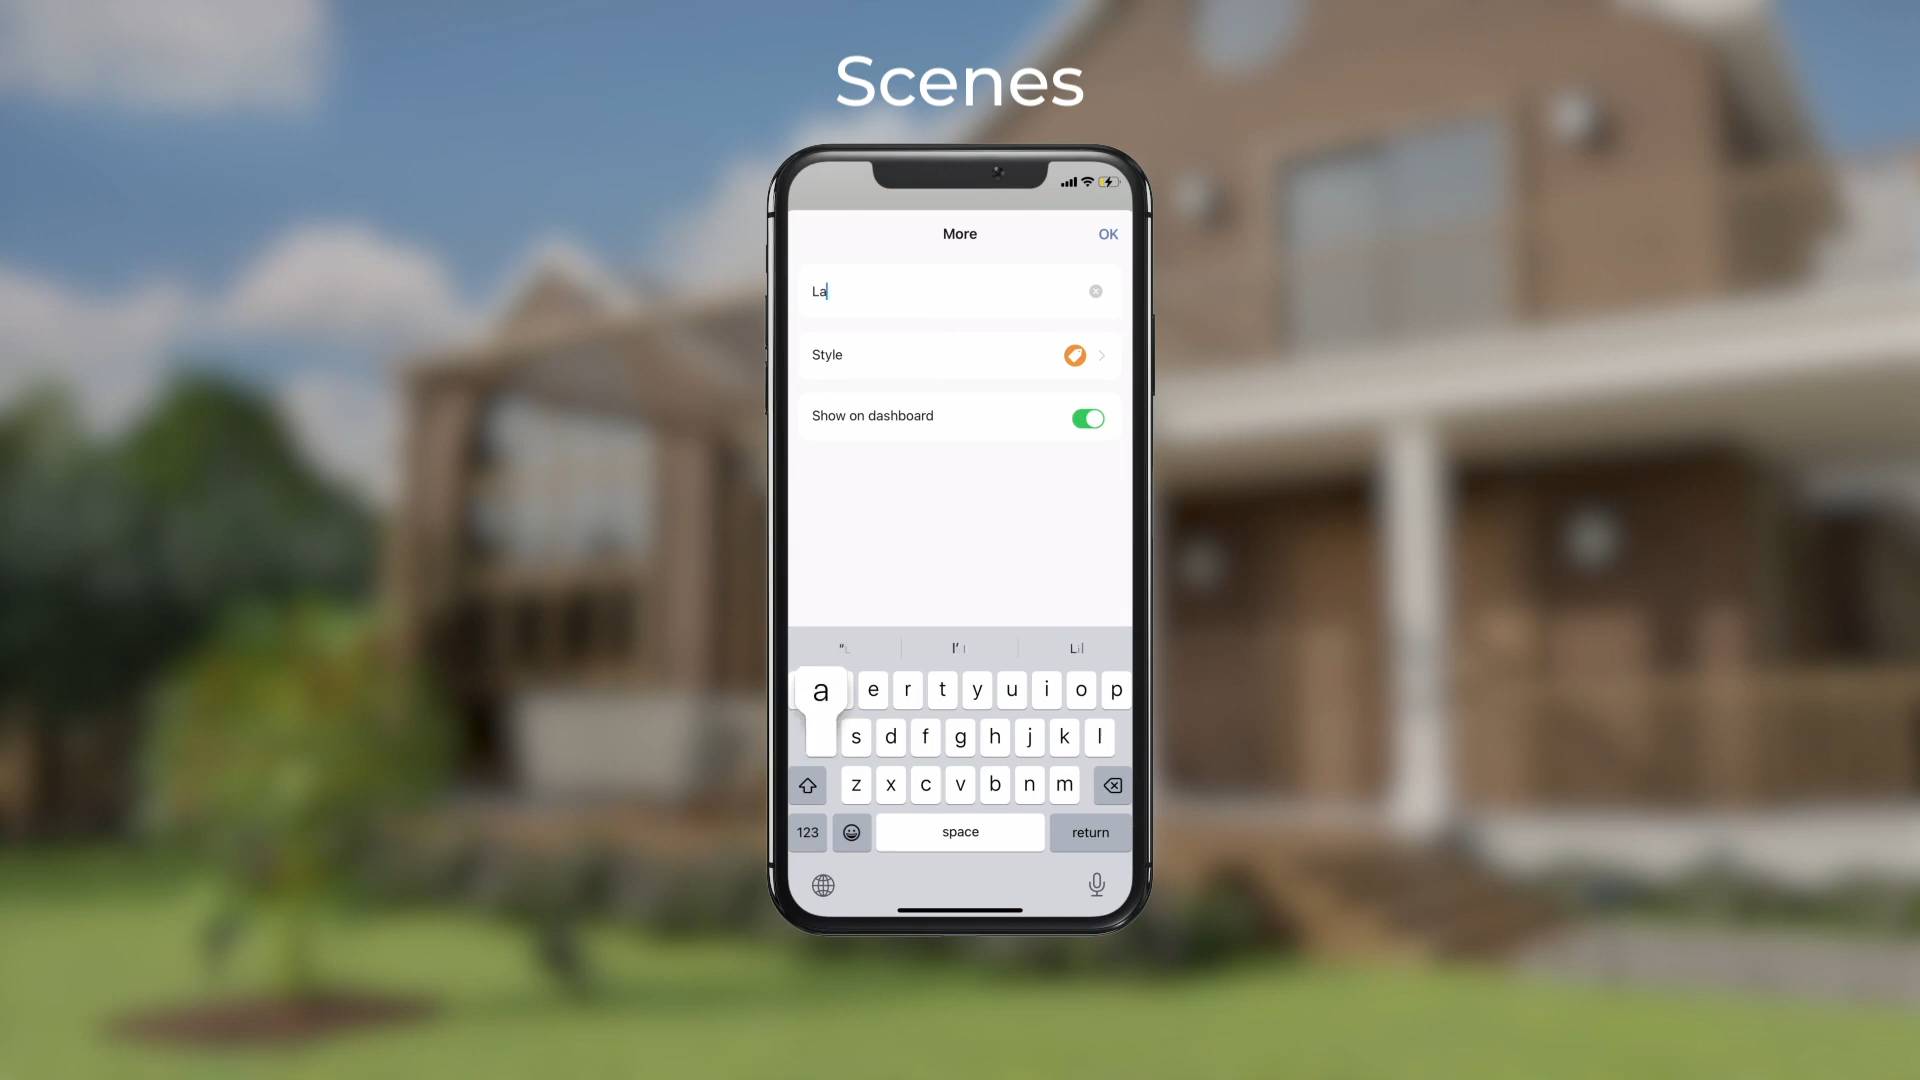 Scenes
More
OK
La
Style
Show on dashboard
I'
a
e r t y u i o p
s d f g h j k l
z x c v b n m
123
space
return